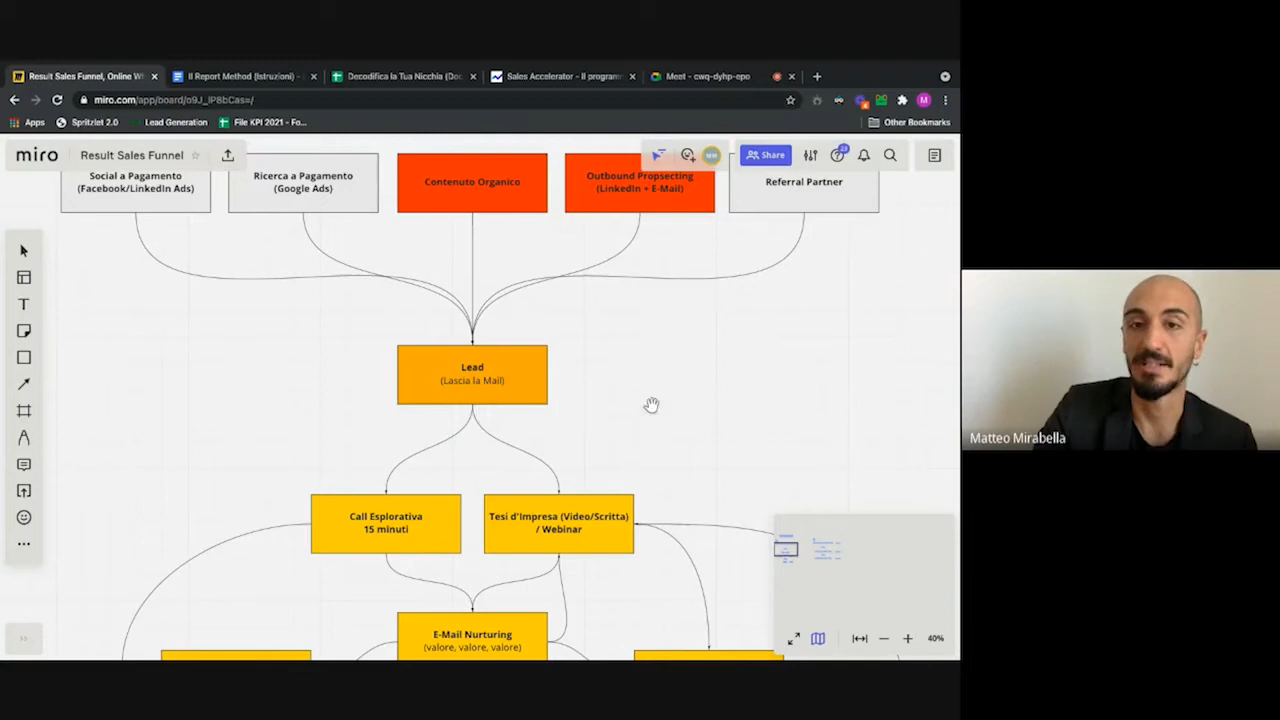 Result Sales Funnel, Online W
Il Report Method (Istruzioni) -
Decodifica la Tua Nicchia (Do
Sales Accelerator - Il program
Meet - cwq-dyhp-epo
miro.com/app/board/o9J_lP8bCas=/
M
Apps
Spritzlet 2.0
Lead Generation
File KPI 2021 - Fo...
Other Bookmarks
miro
Result Sales Funnel
Share
23
Social a Pagamento
(Facebook/LinkedIn Ads)
Ricerca a Pagamento
(Google Ads)
Contenuto Organico
Outbound Propsecting
(LinkedIn + E-Mail)
Referral Partner
Lead
(Lascia la Mail)
Call Esplorativa
15 minuti
Tesi d'Impresa (Video/Scritta)
/ Webinar
E-Mail Nurturing
(valore, valore, valore)
40%
Matteo Mirabella